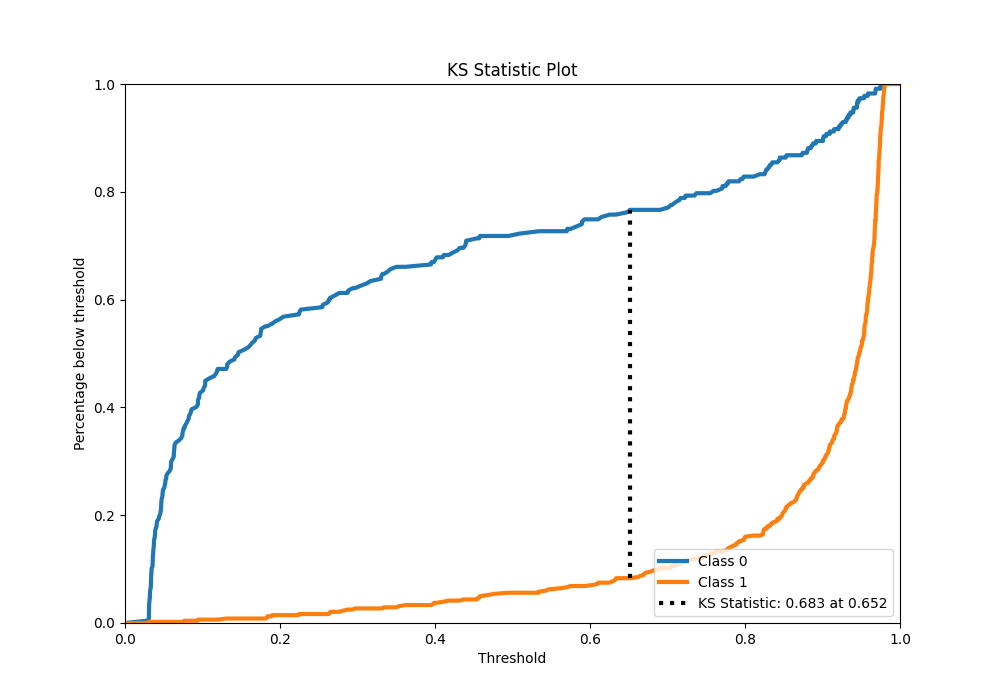 KS Statistic Plot
1.0
0.8
0.6
0.4
0.2
0.0
Percentage below threshold
0.0 0.2 0.4 0.6 0.8 1.0
Threshold
Class 0
Class 1
KS Statistic: 0.683 at 0.652